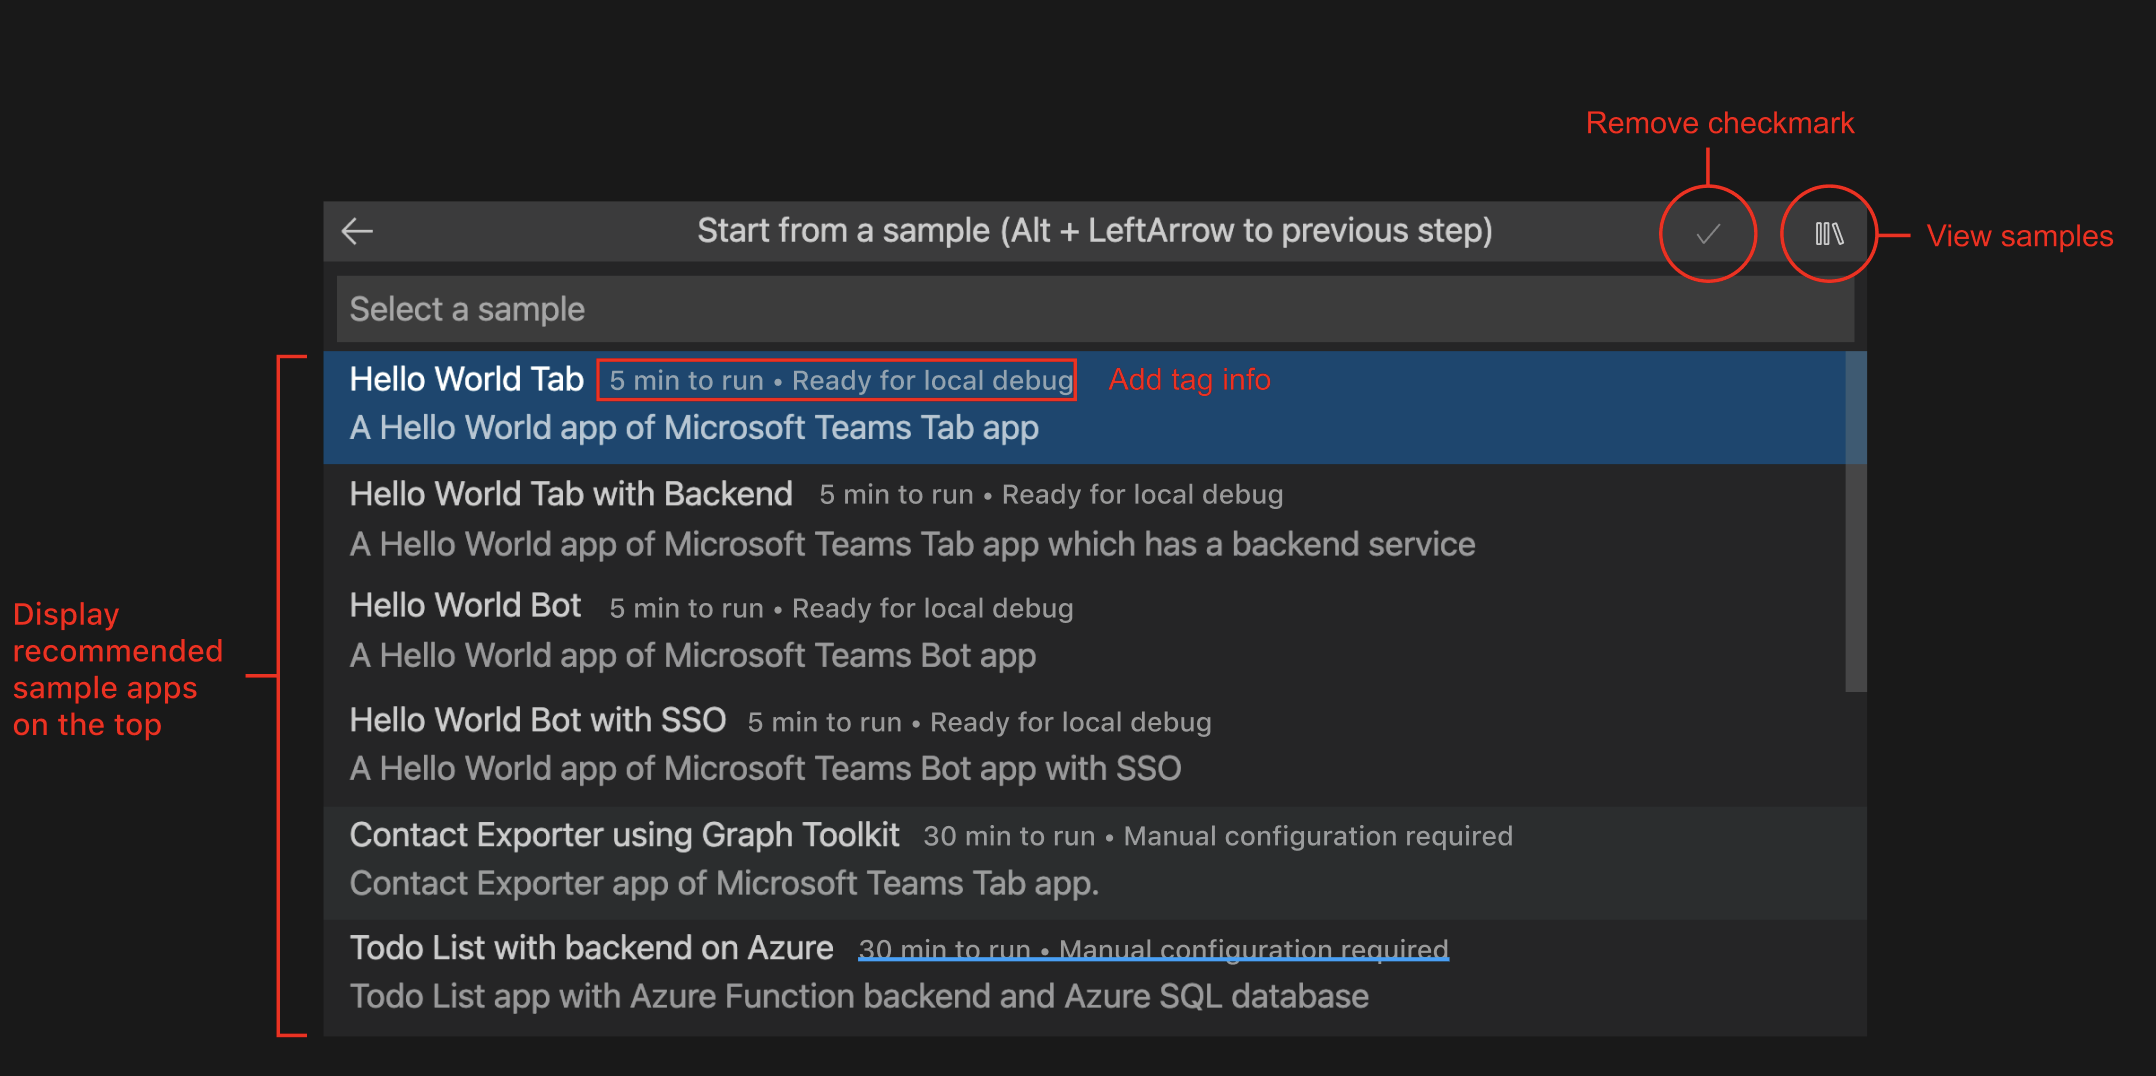 Remove checkmark
Start from a sample (Alt + LeftArrow to previous step)
View samples
Select a sample
Hello World Tab 5 min to run • Ready for local debug Add tag info
A Hello World app of Microsoft Teams Tab app
Hello World Tab with Backend 5 min to run • Ready for local debug
A Hello World app of Microsoft Teams Tab app which has a backend service
Hello World Bot 5 min to run • Ready for local debug
A Hello World app of Microsoft Teams Bot app
Hello World Bot with SSO 5 min to run • Ready for local debug
A Hello World app of Microsoft Teams Bot app with SSO
Contact Exporter using Graph Toolkit 30 min to run • Manual configuration required
Contact Exporter app of Microsoft Teams Tab app.
Todo List with backend on Azure 30 min to run • Manual configuration required
Todo List app with Azure Function backend and Azure SQL database
Display
recommended
sample apps
on the top